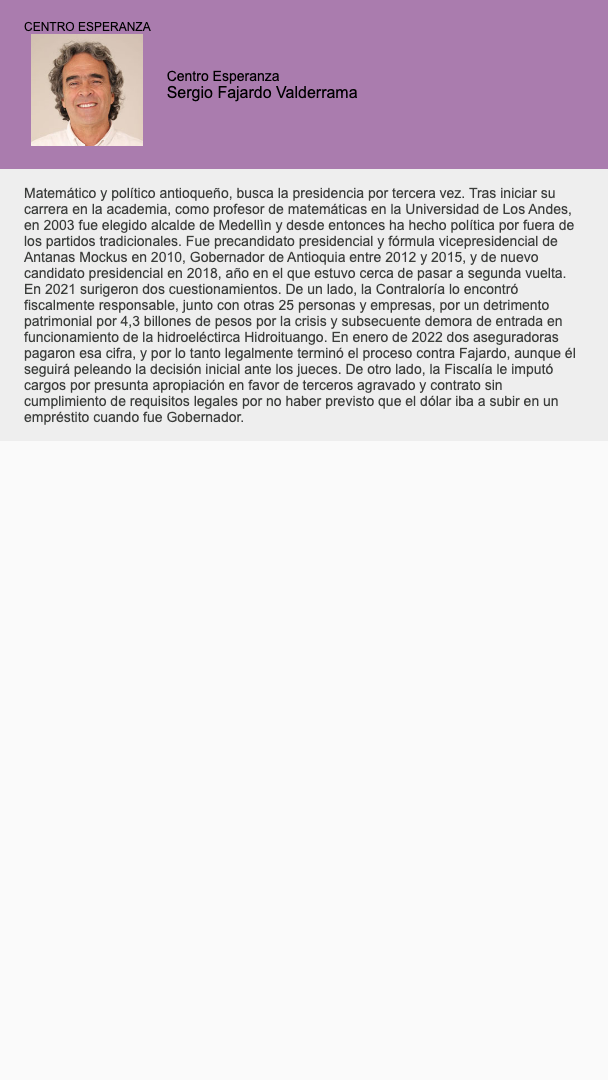 CENTRO ESPERANZA
Centro Esperanza
Sergio Fajardo Valderrama
Matemático y político antioqueño, busca la presidencia por tercera vez. Tras iniciar su
carrera en la academia, como profesor de matemáticas en la Universidad de Los Andes,
en 2003 fue elegido alcalde de Medellìn y desde entonces ha hecho política por fuera de
los partidos tradicionales. Fue precandidato presidencial y fórmula vicepresidencial de
Antanas Mockus en 2010, Gobernador de Antioquia entre 2012 y 2015, y de nuevo
candidato presidencial en 2018, año en el que estuvo cerca de pasar a segunda vuelta.
En 2021 surigeron dos cuestionamientos. De un lado, la Contraloría lo encontró
fiscalmente responsable, junto con otras 25 personas y empresas, por un detrimento
patrimonial por 4,3 billones de pesos por la crisis y subsecuente demora de entrada en
funcionamiento de la hidroeléctirca Hidroituango. En enero de 2022 dos aseguradoras
pagaron esa cifra, y por lo tanto legalmente terminó el proceso contra Fajardo, aunque él
seguirá peleando la decisión inicial ante los jueces. De otro lado, la Fiscalía le imputó
cargos por presunta apropiación en favor de terceros agravado y contrato sin
cumplimiento de requisitos legales por no haber previsto que el dólar iba a subir en un
empréstito cuando fue Gobernador.